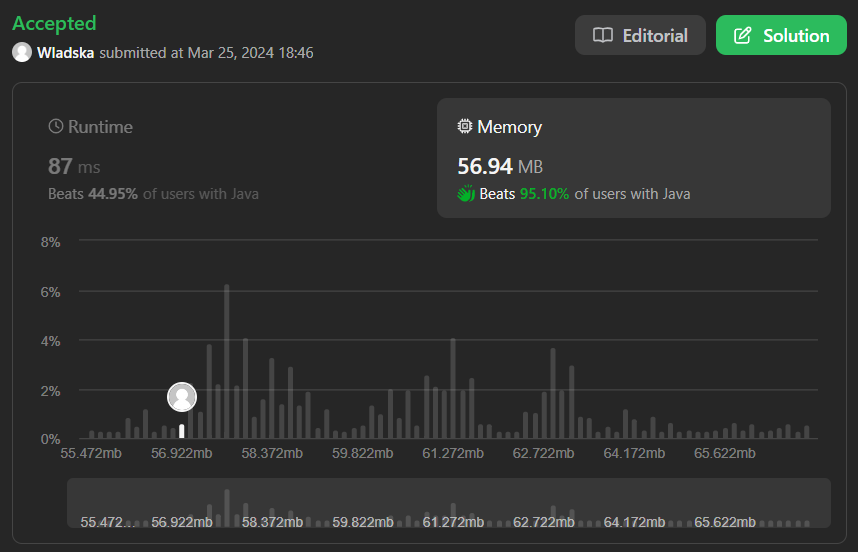 Accepted
Wladska submitted at Mar 25, 2024 18:46
Editorial
Solution
Runtime
87 ms
Beats 44.95% of users with Java
Memory
56.94 MB
Beats 95.10% of users with Java
8%
6%
4%
2%
0%
55.472mb 56.922mb 58.372mb 59.822mb 61.272mb 62.722mb 64.172mb 65.622mb
55.472... 56.922mb 58.372mb 59.822mb 61.272mb 62.722mb 64.172mb 65.622mb